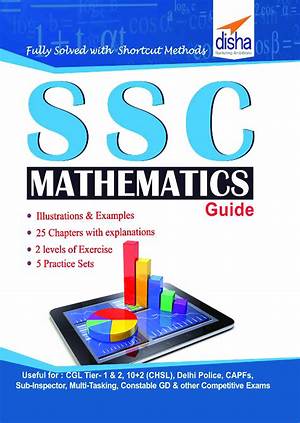 disha
Nurturing Ambitions
Fully Solved with Shortcut Methods
SSC
MATHEMATICS
Guide
• Illustrations & Examples
• 25 Chapters with explanations
• 2 levels of Exercise
• 5 Practice Sets
Useful for : CGL Tier- 1 & 2, 10+2 (CHSL), Delhi Police, CAPFs,
Sub-Inspector, Multi-Tasking, Constable GD & other Competitive Exams